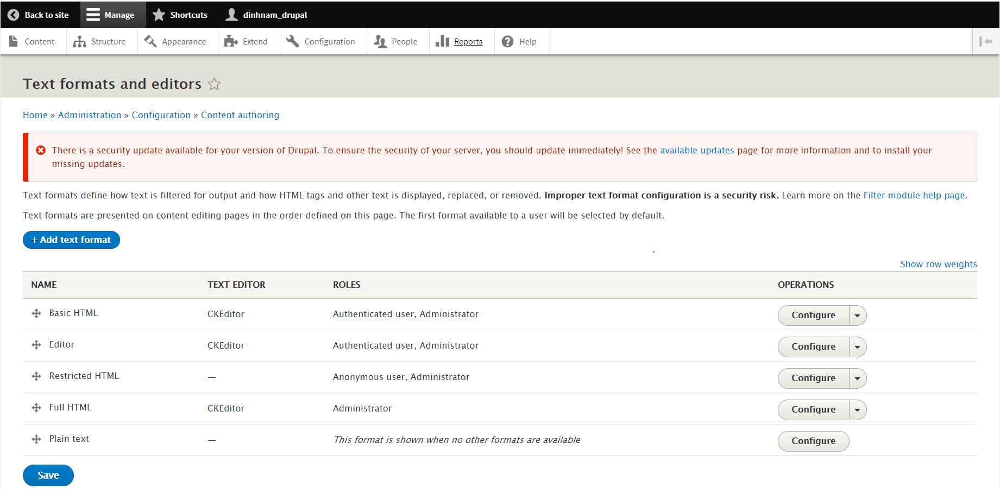 Back to site Manage Shortcuts dinhnam_drupal
Content Structure Appearance Extend Configuration People Reports Help
Text formats and editors
Home » Administration » Configuration » Content authoring
There is a security update available for your version of Drupal. To ensure the security of your server, you should update immediately! See the available updates page for more information and to install your
missing updates.
Text formats define how text is filtered for output and how HTML tags and other text is displayed, replaced, or removed. Improper text format configuration is a security risk. Learn more on the Filter module help page.
Text formats are presented on content editing pages in the order defined on this page. The first format available to a user will be selected by default.
+ Add text format
Show row weights
NAME TEXT EDITOR ROLES OPERATIONS
Basic HTML CKEditor Authenticated user, Administrator Configure
Editor CKEditor Authenticated user, Administrator Configure
Restricted HTML — Anonymous user, Administrator Configure
Full HTML CKEditor Administrator Configure
Plain text — This format is shown when no other formats are available Configure
Save